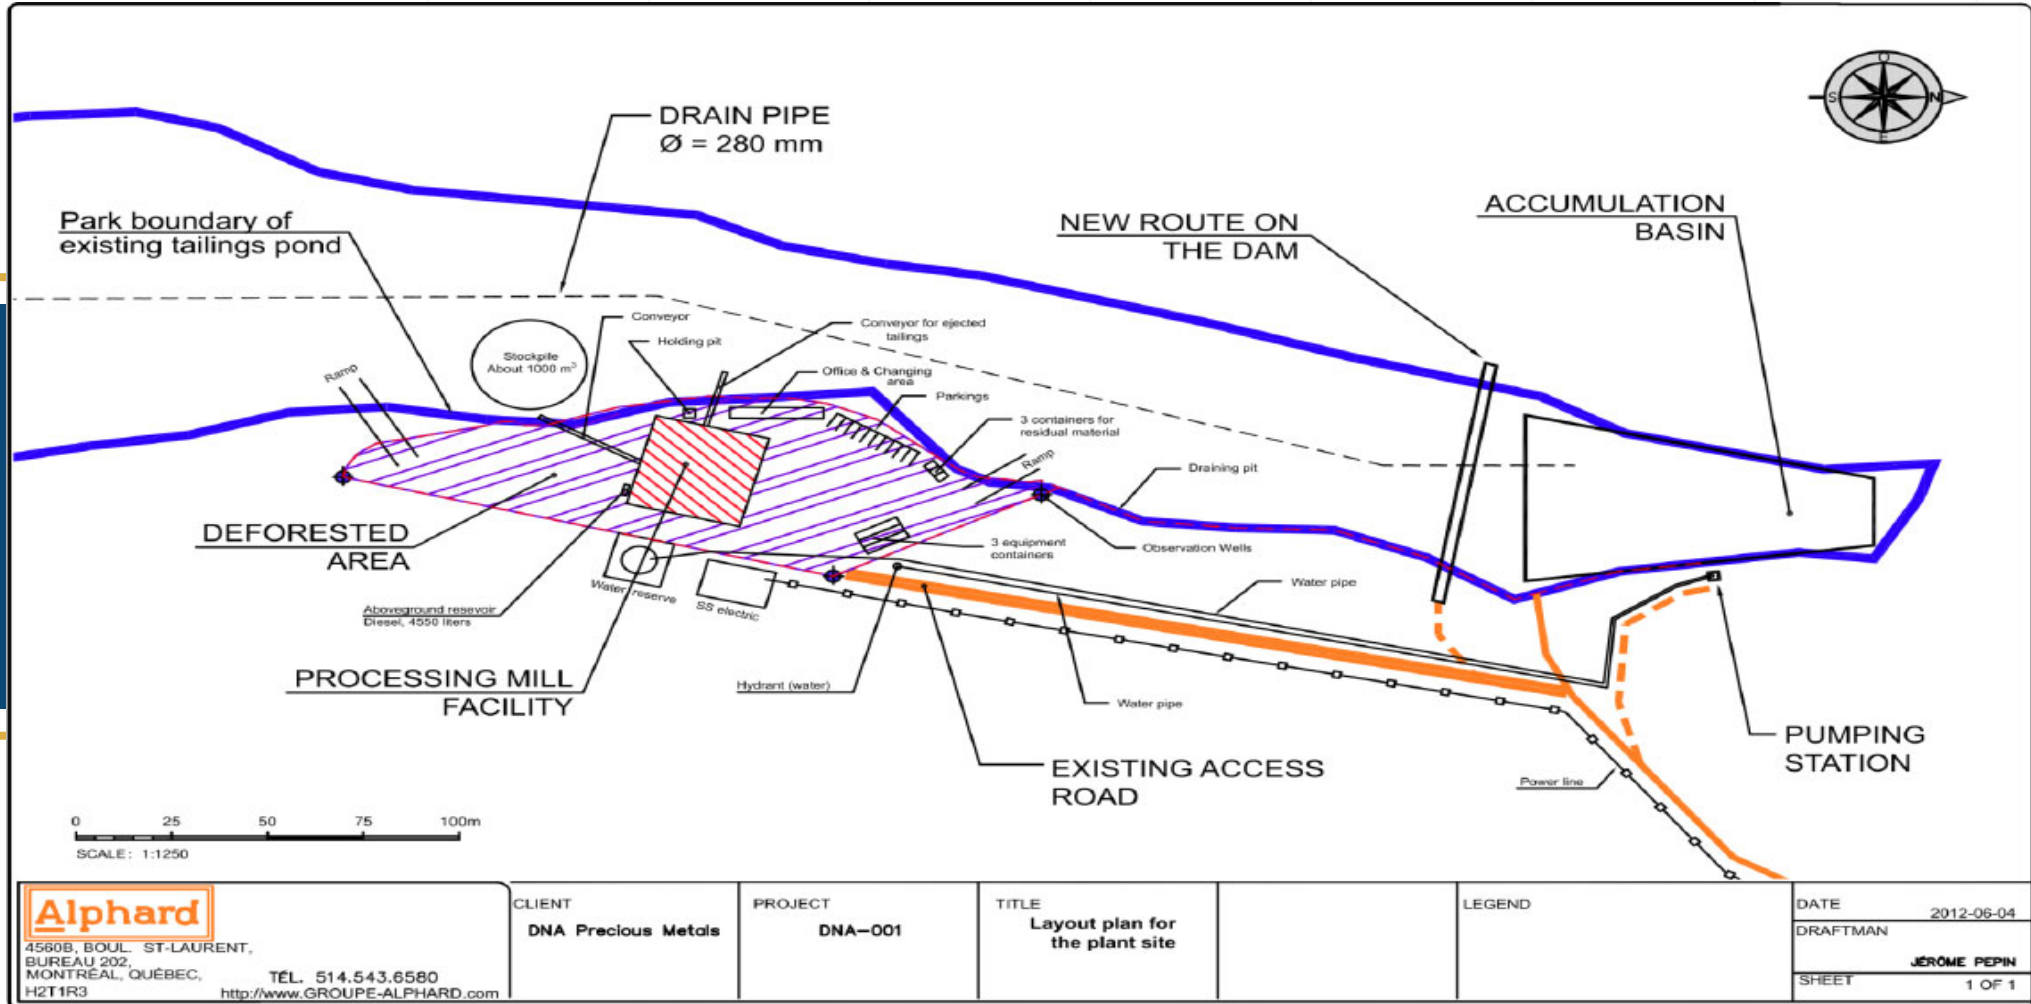 DRAIN PIPE
Ø = 280 mm
O
S
N
E
Park boundary of
existing tailings pond
NEW ROUTE ON
THE DAM
ACCUMULATION
BASIN
Conveyor
Holding pit
Conveyor for ejected
tailings
Stockpile
About 1000 m³
Ramp
Office & Changing
area
Parkings
3 containers for
residual material
Ramp
Draining pit
DEFORESTED
AREA
3 equipment
containers
Observation Wells
Water reserve
SS electric
Water pipe
Aboveground resevoir
Diesel, 4550 liters
PROCESSING MILL
FACILITY
Hydrant (water)
Water pipe
EXISTING ACCESS
ROAD
Power line
PUMPING
STATION
0 25 50 75 100m
SCALE: 1:1250
Alphard
4560B, BOUL. ST-LAURENT,
BUREAU 202,
MONTRÉAL, QUÉBEC,
H2T1R3
TÉL. 514.543.6580
http://www.GROUPE-ALPHARD.com
CLIENT
DNA Precious Metals
PROJECT
DNA-001
TITLE
Layout plan for
the plant site
LEGEND
DATE
2012-06-04
DRAFTMAN
JÉRÔME PEPIN
SHEET
1 OF 1